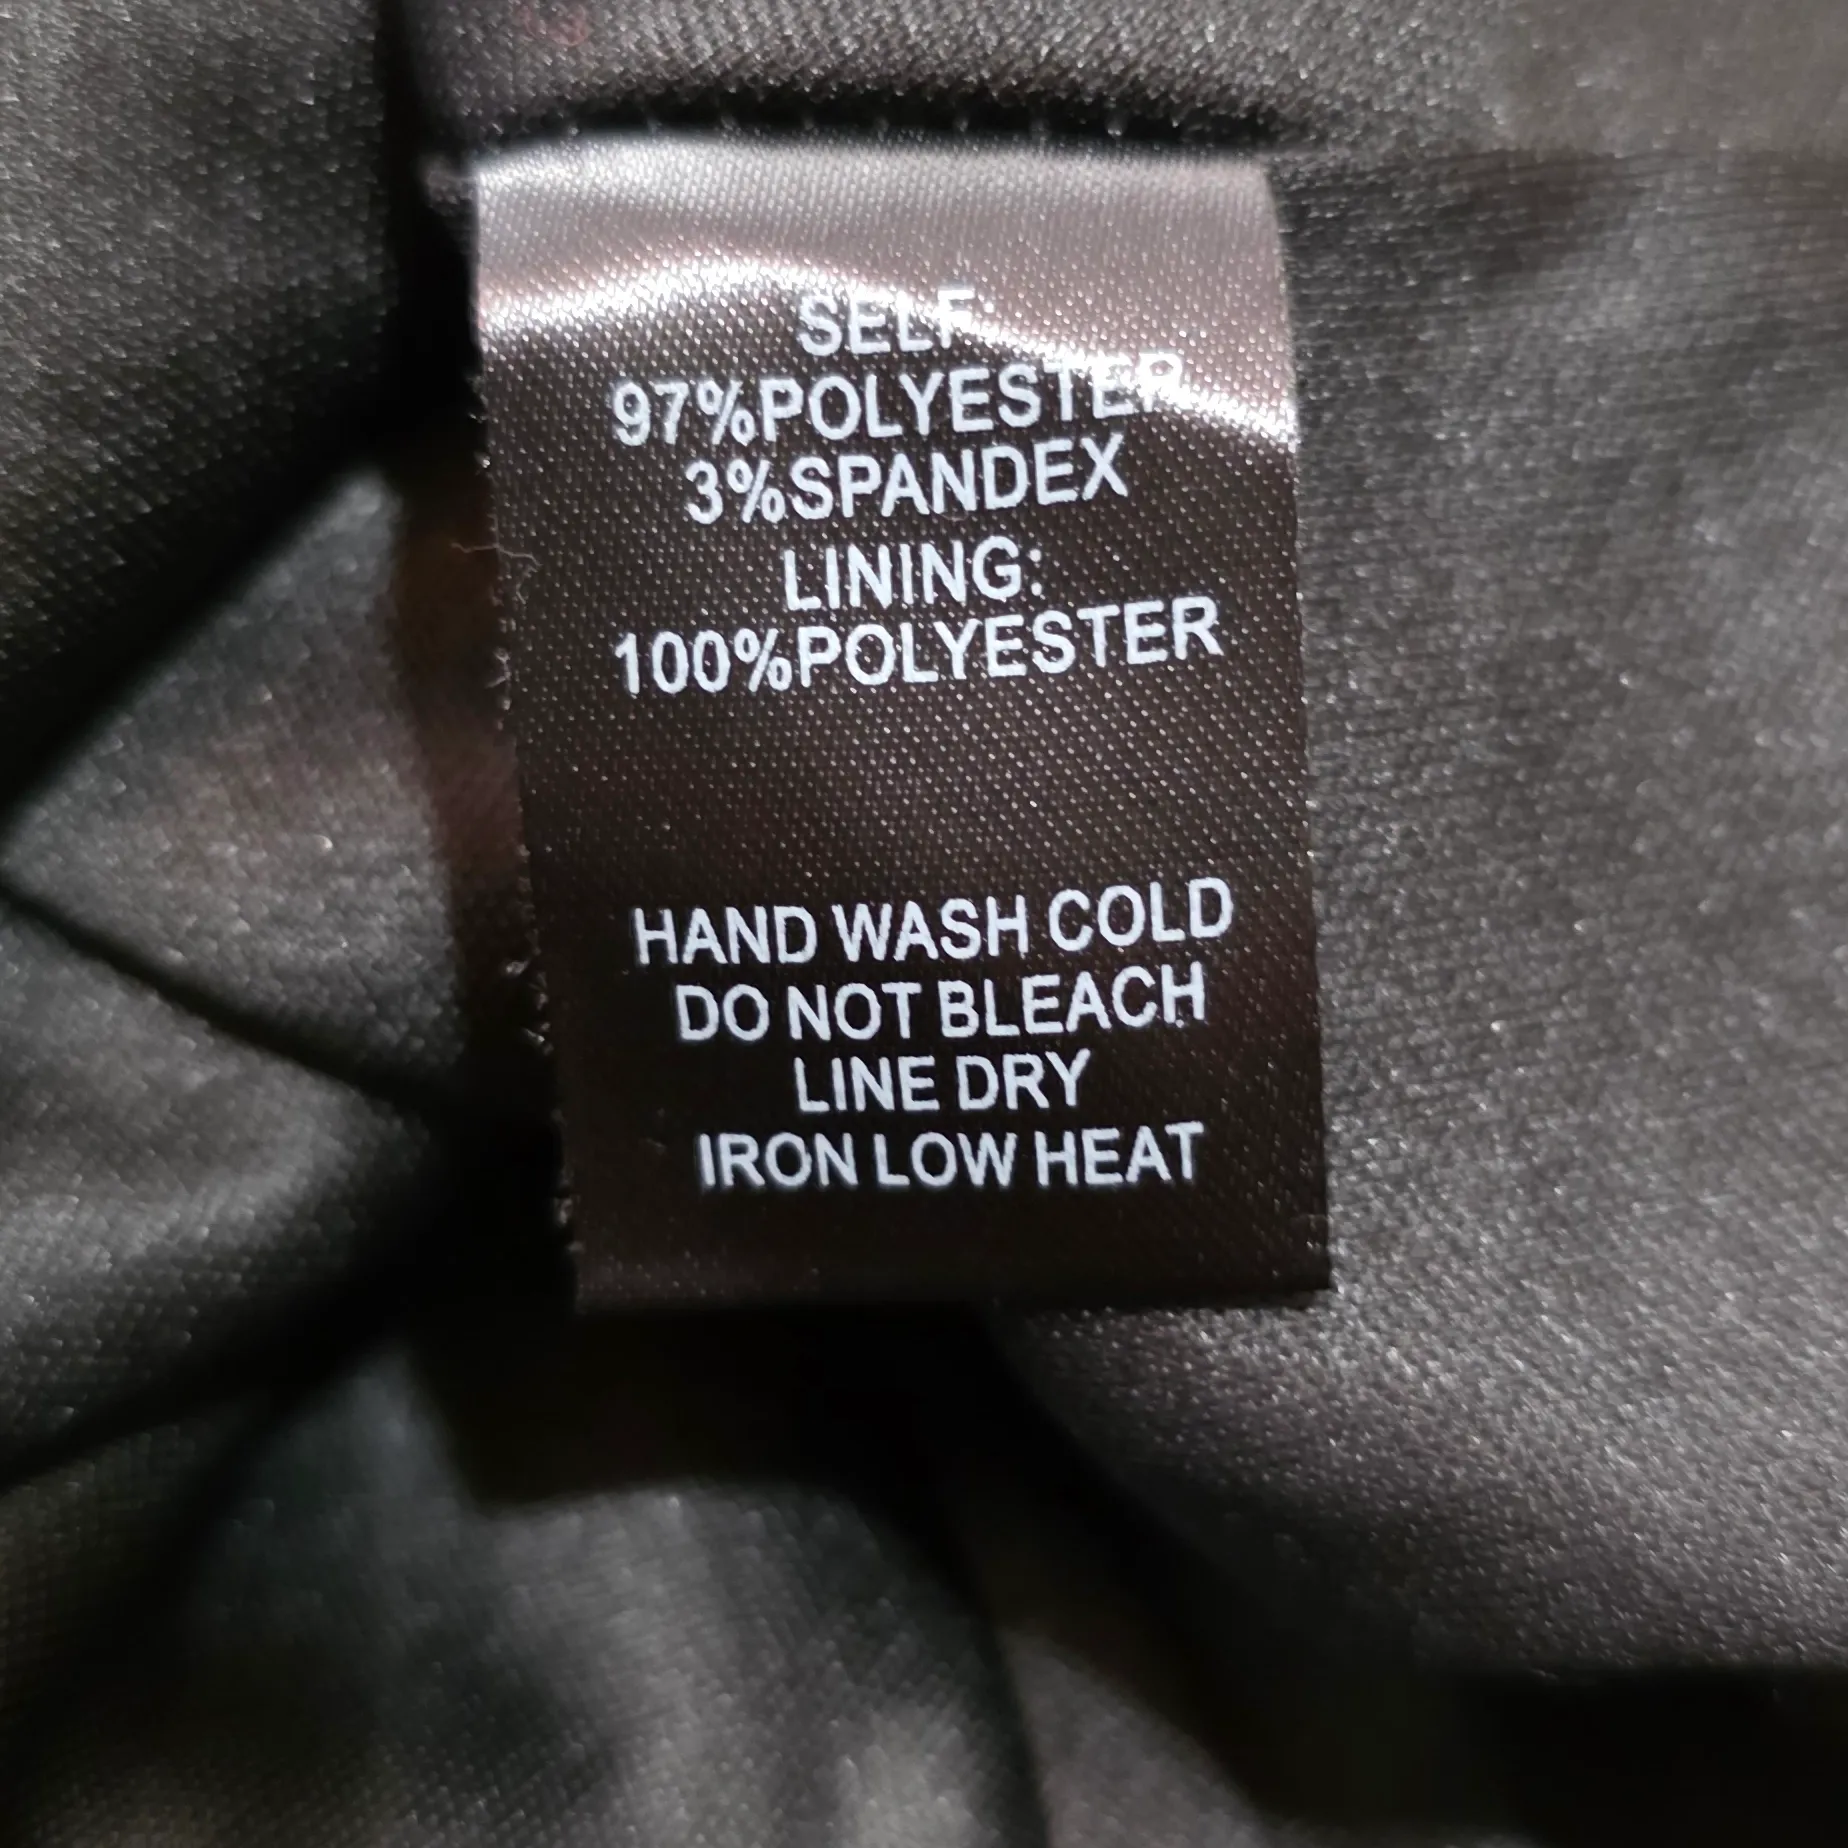 SELF:
97%POLYESTER
3%SPANDEX
LINING:
100%POLYESTER
HAND WASH COLD
DO NOT BLEACH
LINE DRY
IRON LOW HEAT